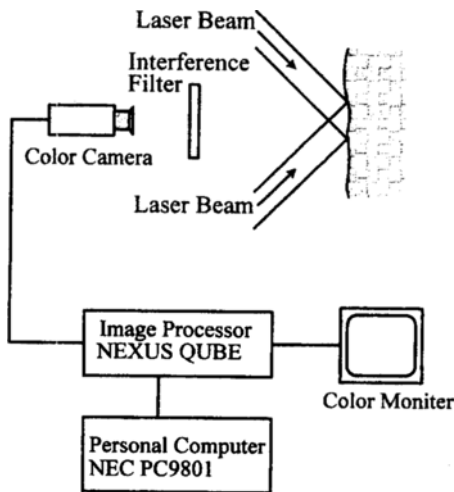 Laser Beam
Interference
Filter
Color Camera
Laser Beam
Image Processor
NEXUS QUBE
Color Moniter
Personal Computer
NEC PC9801